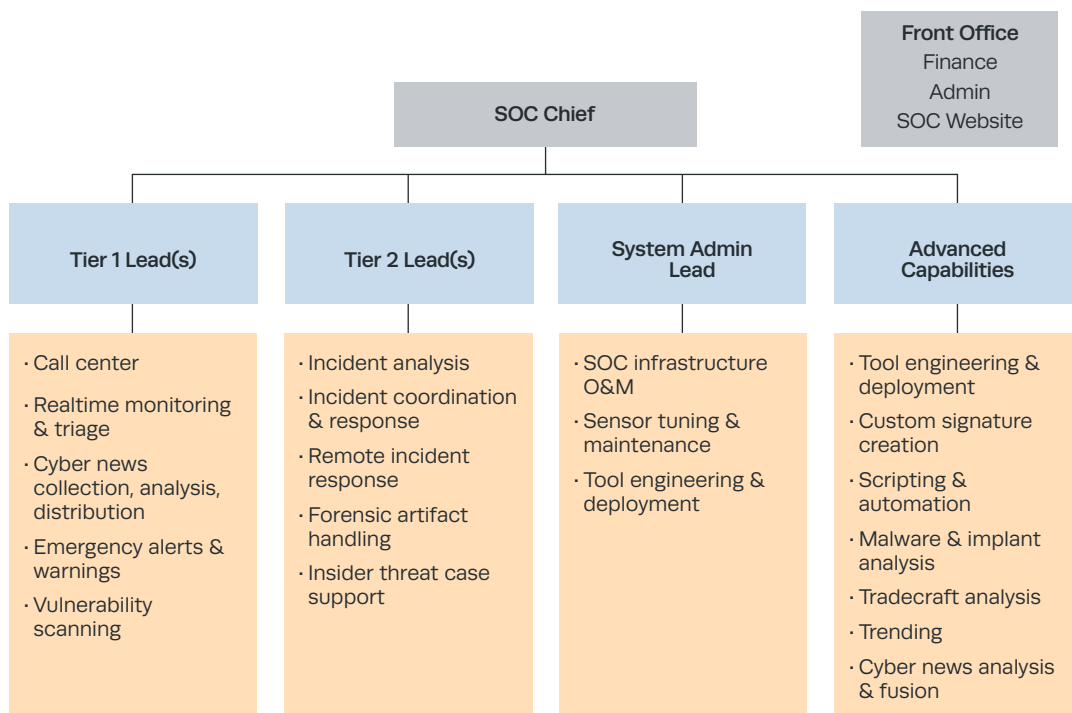 Front Office
Finance
Admin
SOC Website
SOC Chief
Tier 1 Lead(s)
Tier 2 Lead(s)
System Admin
Lead
Advanced
Capabilities
· Call center
· Realtime monitoring
& triage
· Cyber news
collection, analysis,
distribution
· Emergency alerts &
warnings
· Vulnerability
scanning
· Incident analysis
· Incident coordination
& response
· Remote incident
response
· Forensic artifact
handling
· Insider threat case
support
· SOC infrastructure
O&M
· Sensor tuning &
maintenance
· Tool engineering &
deployment
· Tool engineering &
deployment
· Custom signature
creation
· Scripting &
automation
· Malware & implant
analysis
· Tradecraft analysis
· Trending
· Cyber news analysis
& fusion